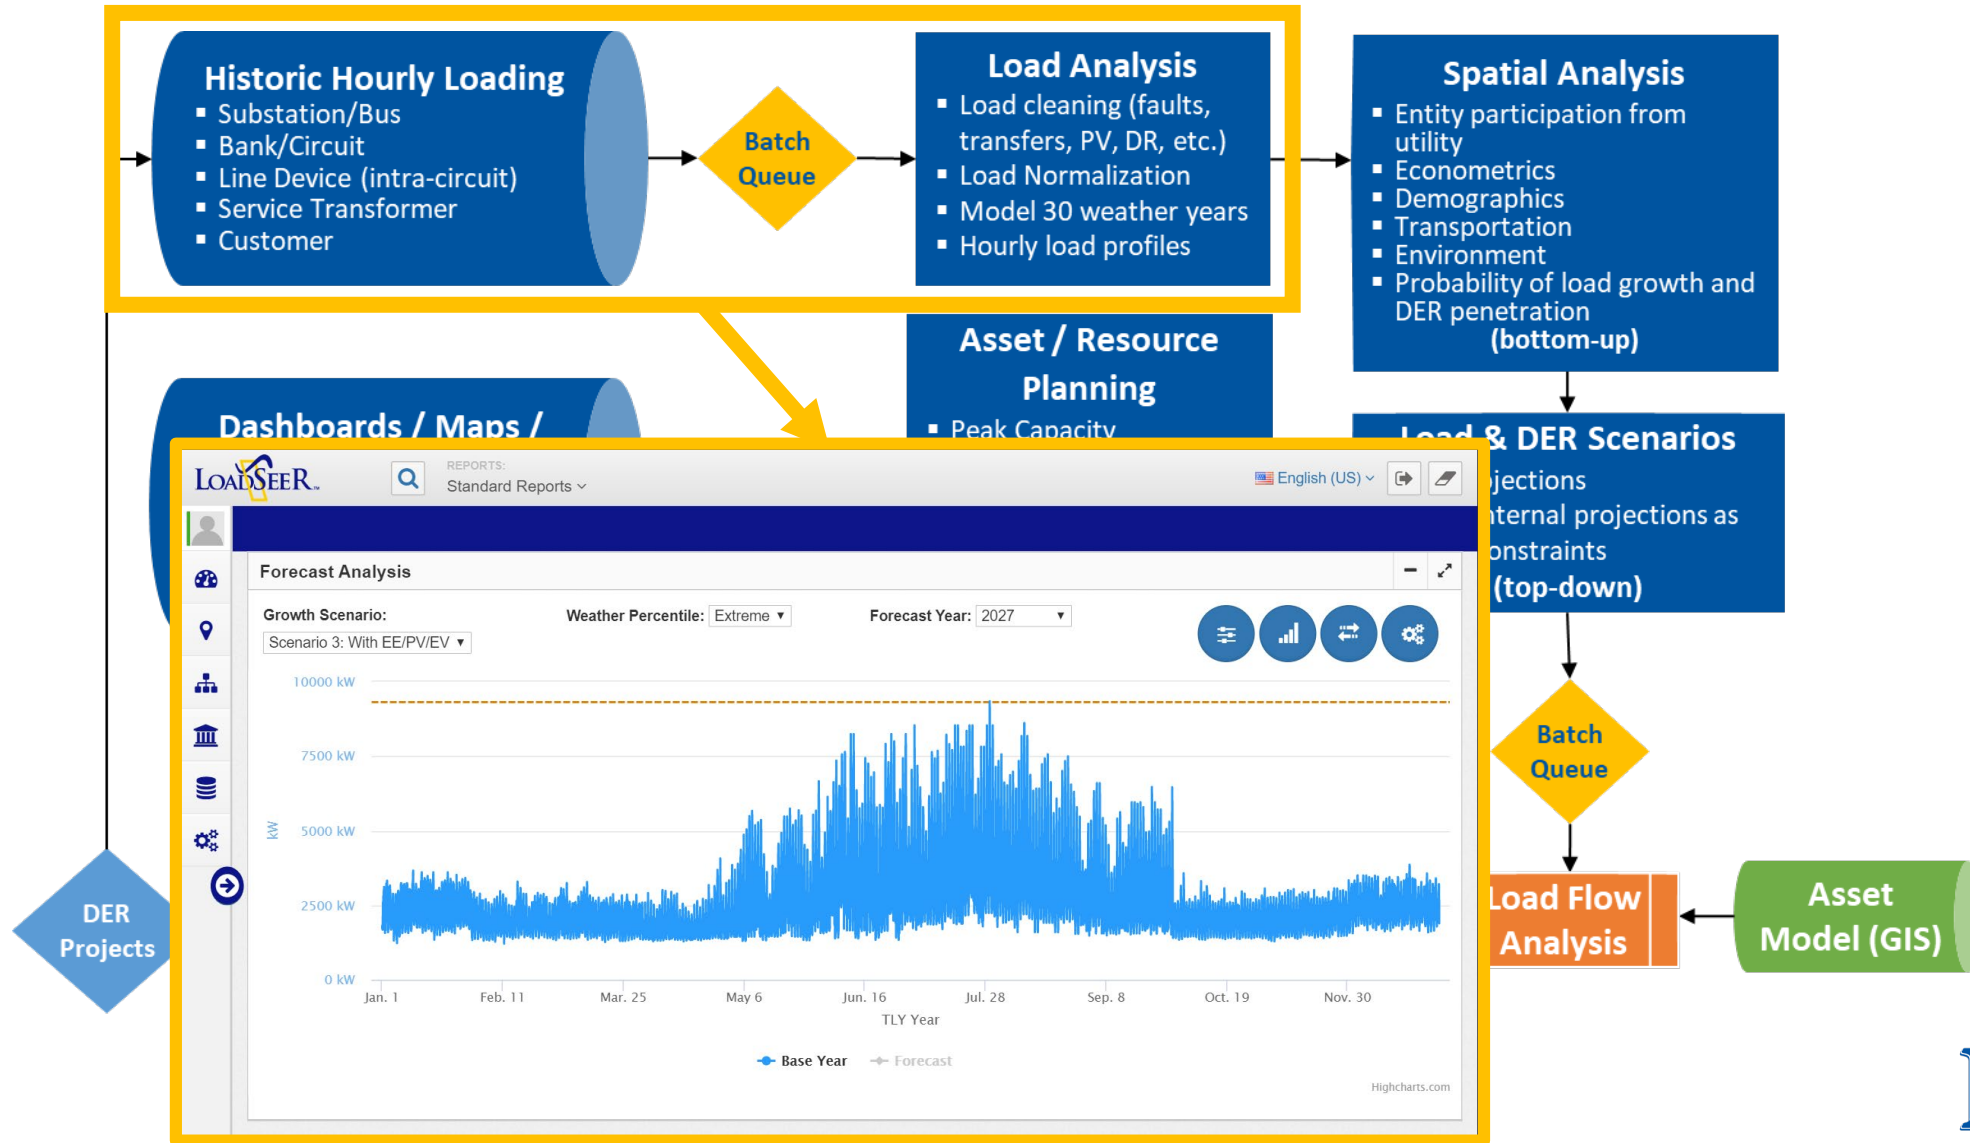 Historic Hourly Loading
▪ Substation/Bus
▪ Bank/Circuit
▪ Line Device (intra-circuit)
▪ Service Transformer
▪ Customer
Batch
Queue
Load Analysis
▪ Load cleaning (faults,
transfers, PV, DR, etc.)
▪ Load Normalization
▪ Model 30 weather years
▪ Hourly load profiles
Spatial Analysis
▪ Entity participation from
utility
▪ Econometrics
▪ Demographics
▪ Transportation
▪ Environment
▪ Probability of load growth and
DER penetration
(bottom-up)
Asset / Resource
Planning
▪ Peak Capacity
Dashboards / Maps /
Load & DER Scenarios
jections
nternal projections as
onstraints
(top-down)
Batch
Queue
Load Flow
Analysis
Asset
Model (GIS)
DER
Projects
LOADSEER™
REPORTS:
Standard Reports
English (US)
Forecast Analysis
Growth Scenario:
Scenario 3: With EE/PV/EV
Weather Percentile: Extreme
Forecast Year: 2027
10000 kW
7500 kW
5000 kW
2500 kW
0 kW
kW
Jan. 1 Feb. 11 Mar. 25 May 6 Jun. 16 Jul. 28 Sep. 8 Oct. 19 Nov. 30
TLY Year
Base Year Forecast
Highcharts.com